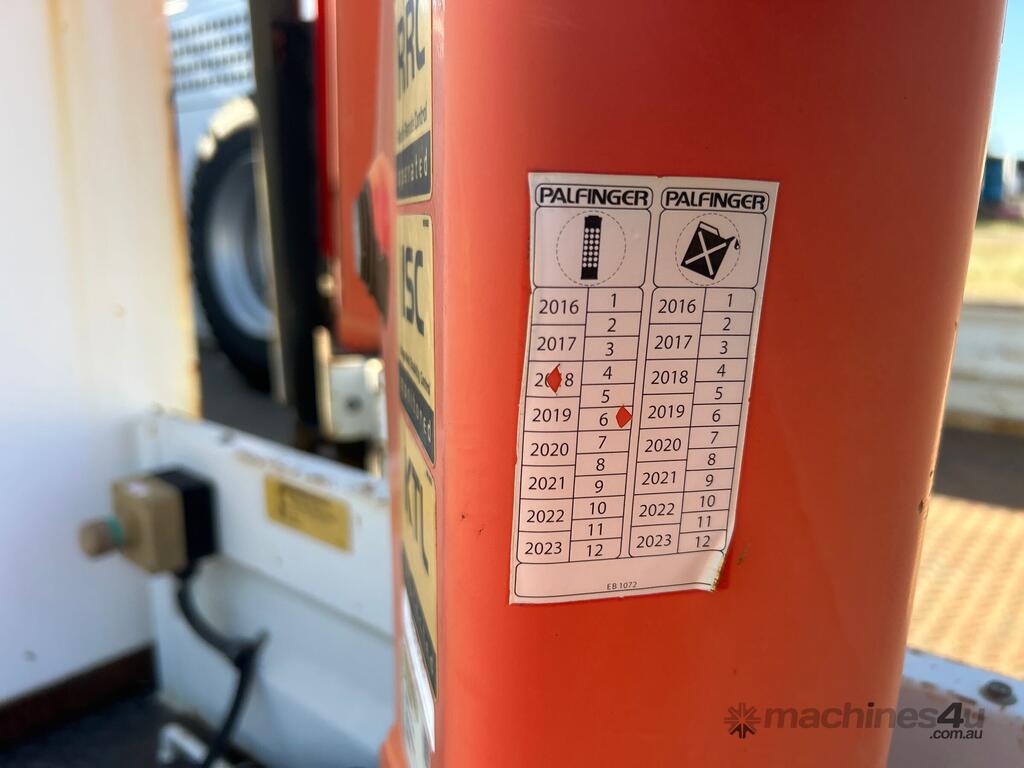 RRC
ISC
KTL
PALFINGER PALFINGER
2016 1 2016 1
2 2
2017 3 2017 3
2018 4 2018 4
5 5
2019 6 2019 6
2020 7 2020 7
8 8
2021 9 2021 9
2022 10 2022 10
11 11
2023 12 2023 12
EB 1072
machines4u
.com.au